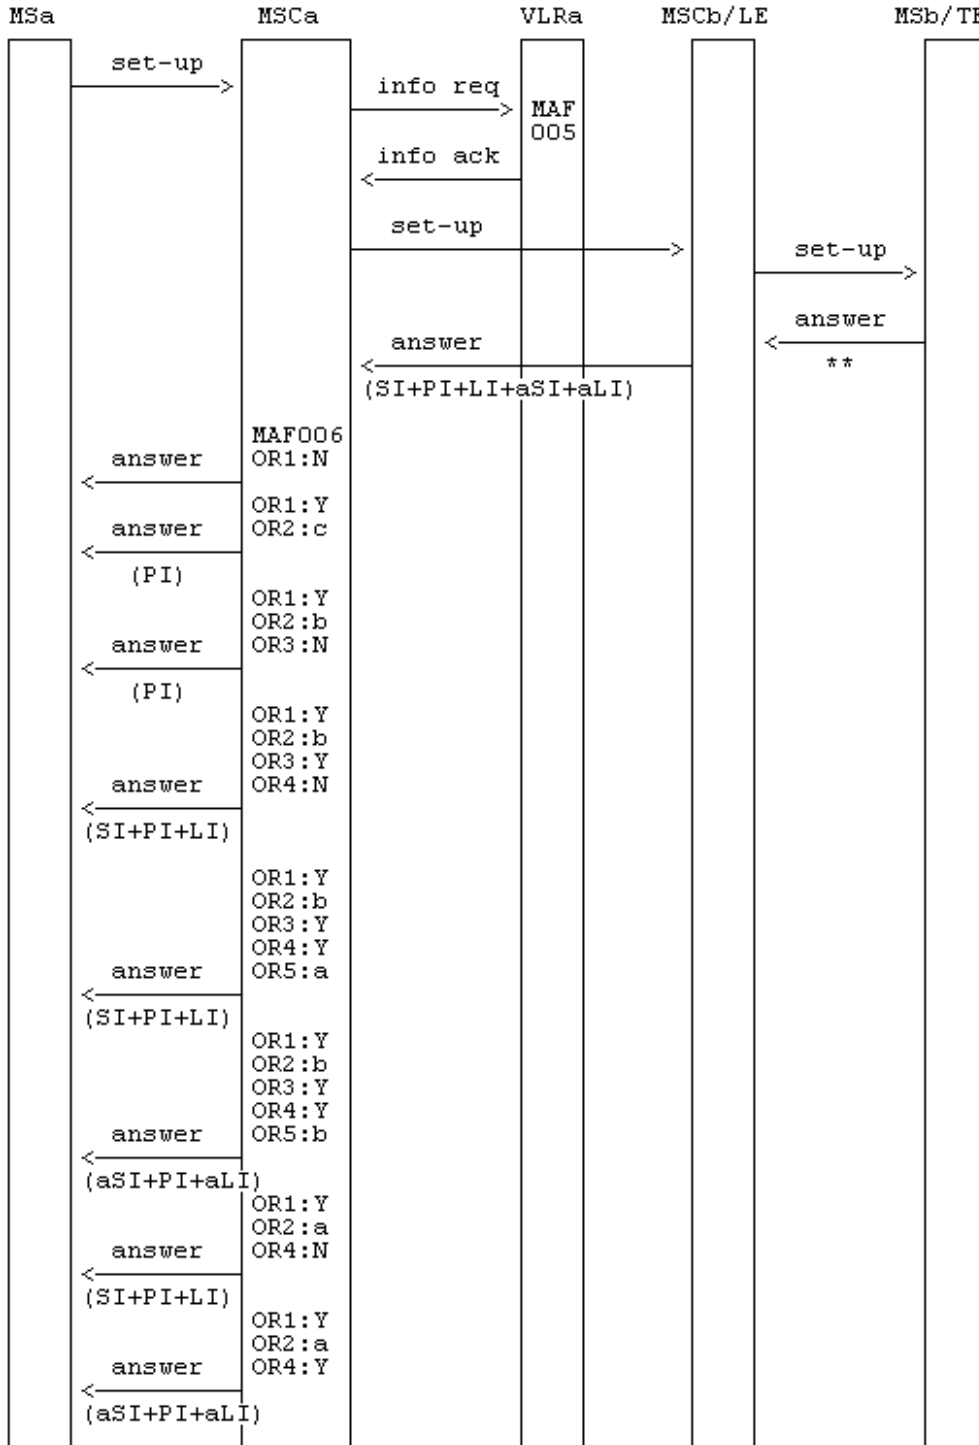 MSa MSCa VLRa MSCb/LE MSb/TE
set-up
info req
MAF
005
info ack
set-up
set-up
answer
**
answer
(SI+PI+LI+aSI+aLI)
MAF006
answer OR1:N
OR1:Y
answer OR2:c
(PI)
OR1:Y
OR2:b
answer OR3:N
(PI)
OR1:Y
OR2:b
OR3:Y
answer OR4:N
(SI+PI+LI)
OR1:Y
OR2:b
OR3:Y
OR4:Y
answer OR5:a
(SI+PI+LI)
OR1:Y
OR2:b
OR3:Y
OR4:Y
answer OR5:b
(aSI+PI+aLI)
OR1:Y
OR2:a
answer OR4:N
(SI+PI+LI)
OR1:Y
OR2:a
answer OR4:Y
(aSI+PI+aLI)